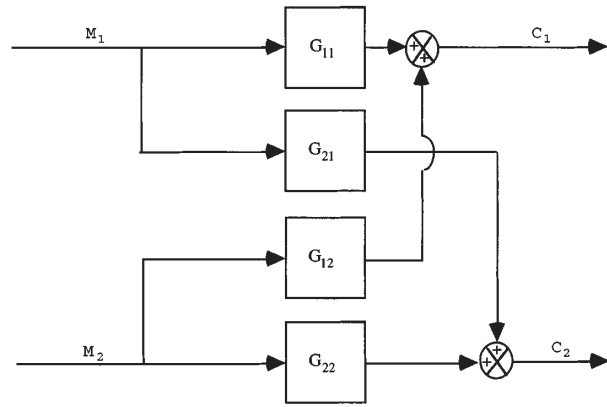 M₁
G₁₁
+
+
C₁
G₂₁
G₁₂
M₂
G₂₂
+
+
C₂